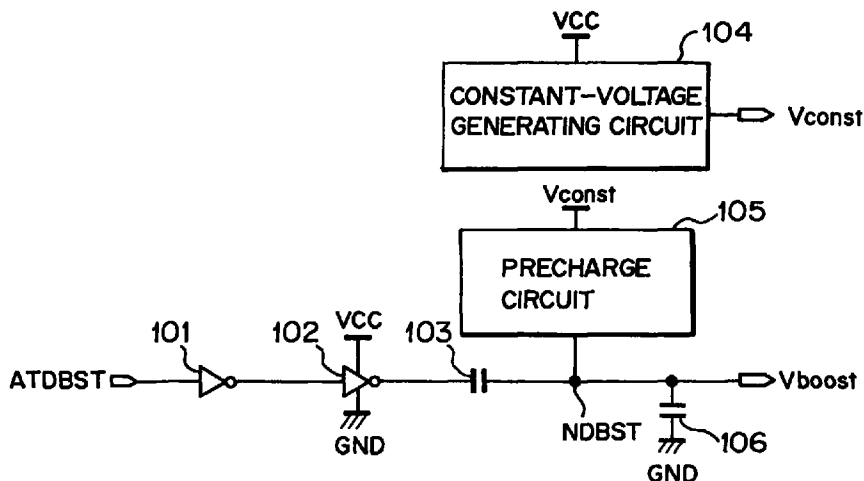 VCC
104
CONSTANT-VOLTAGE
GENERATING CIRCUIT
Vconst
Vconst
105
PRECHARGE
CIRCUIT
101
102
VCC
103
ATDBST
Vboost
NDBST
GND
106
GND